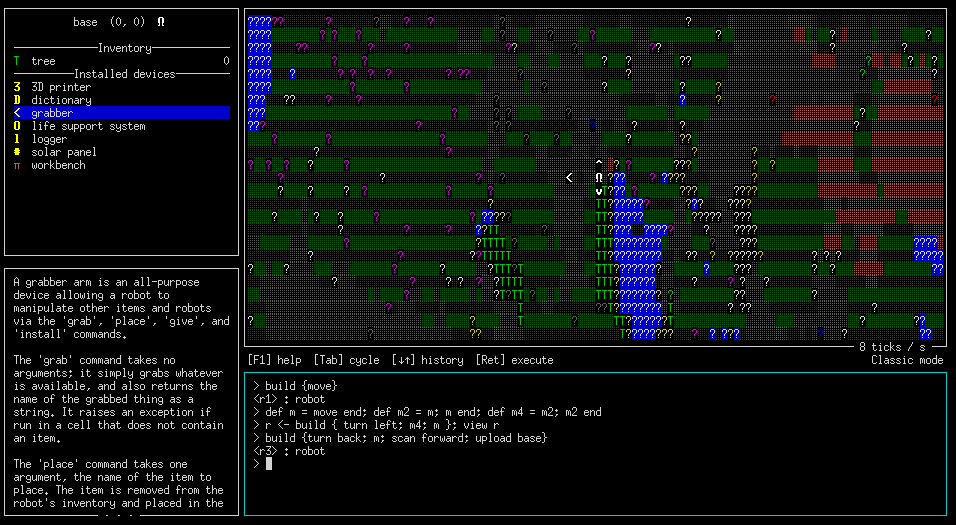 base (0, 0) Ω
Inventory
T tree 0
Installed devices
3 3D printer
D dictionary
< grabber
O life support system
l logger
# solar panel
π workbench
A grabber arm is an all-purpose
device allowing a robot to
manipulate other items and robots
via the 'grab', 'place', 'give', and
'install' commands.
The 'grab' command takes no
arguments; it simply grabs whatever
is available, and also returns the
name of the grabbed thing as a
string. It raises an exception if
run in a cell that does not contain
an item.
The 'place' command takes one
argument, the name of the item to
place. The item is removed from the
robot's inventory and placed in the
8 ticks / s
[F1] help [Tab] cycle [↓↑] history [Ret] execute Classic mode
> build {move}
<r1> : robot
> def m = move end; def m2 = m; m end; def m4 = m2; m2 end
> r <- build { turn left; m4; m }; view r
> build {turn back; m; scan forward; upload base}
<r3> : robot
>